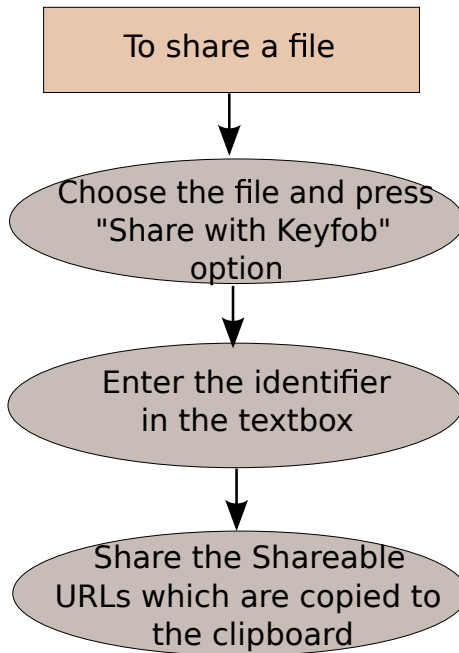 To share a file
Choose the file and press
"Share with Keyfob"
option
Enter the identifier
in the textbox
Share the Shareable
URLs which are copied to
the clipboard